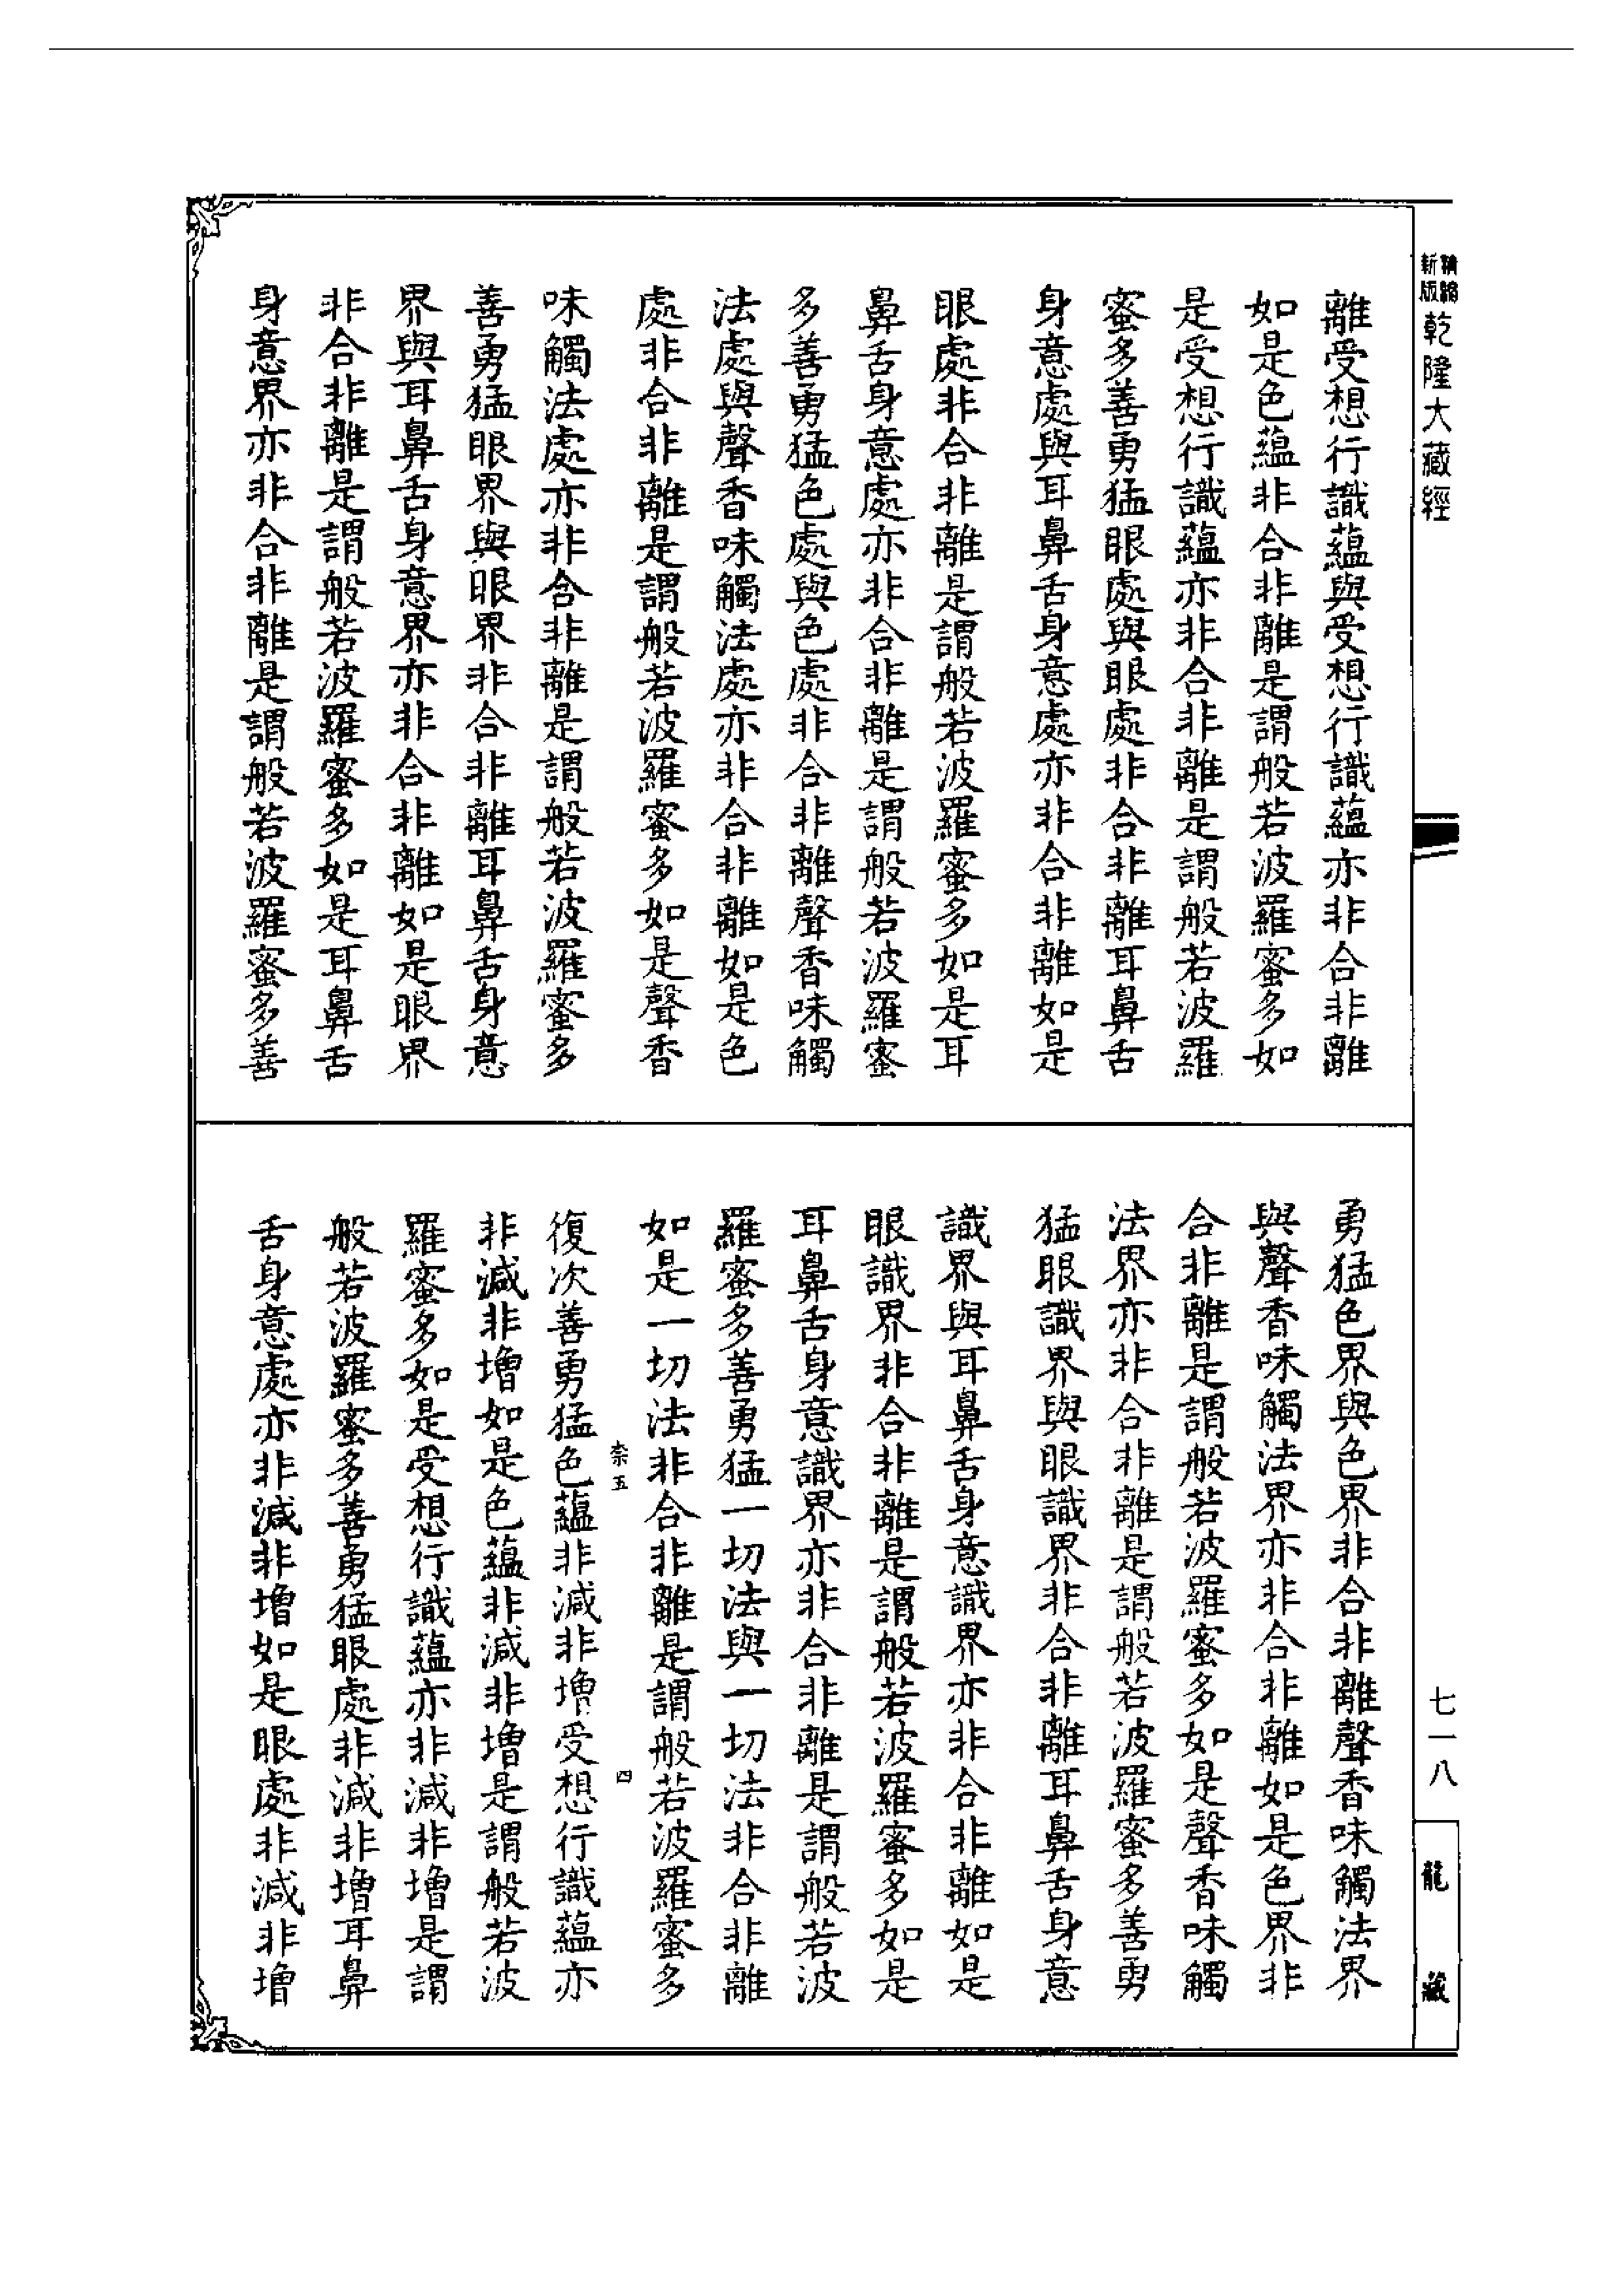 精縮新版乾隆大藏經
離受想行識蘊與受想行識蘊亦非合非離
如是色蘊非合非離是謂般若波羅蜜多如
是受想行識蘊亦非合非離是謂般若波羅
蜜多善勇猛眼處與眼處非合非離耳鼻舌
身意處與耳鼻舌身意處亦非合非離如是
眼處非合非離是謂般若波羅蜜多如是耳
鼻舌身意處亦非合非離是謂般若波羅蜜
多善勇猛色處與色處非合非離聲香味觸
法處與聲香味觸法處亦非合非離如是色
處非合非離是謂般若波羅蜜多如是聲香
味觸法處亦非合非離是謂般若波羅蜜多
善勇猛眼界與眼界非合非離耳鼻舌身意
界與耳鼻舌身意界亦非合非離如是眼界
非合非離是謂般若波羅蜜多如是耳鼻舌
身意界亦非合非離是謂般若波羅蜜多善
勇猛色界與色界非合非離聲香味觸法界
與聲香味觸法界亦非合非離如是色界非
合非離是謂般若波羅蜜多如是聲香味觸
法界亦非合非離是謂般若波羅蜜多善勇
猛眼識界與眼識界非合非離耳鼻舌身意
識界與耳鼻舌身意識界亦非合非離如是
眼識界非合非離是謂般若波羅蜜多如是
耳鼻舌身意識界亦非合非離是謂般若波
羅蜜多善勇猛一切法與一切法非合非離
如是一切法非合非離是謂般若波羅蜜多
柰五 四
復次善勇猛色蘊非減非增受想行識蘊亦
非減非增如是色蘊非減非增是謂般若波
羅蜜多如是受想行識蘊亦非減非增是謂
般若波羅蜜多善勇猛眼處非減非增耳鼻
舌身意處亦非減非增如是眼處非減非增
七一八
龍藏